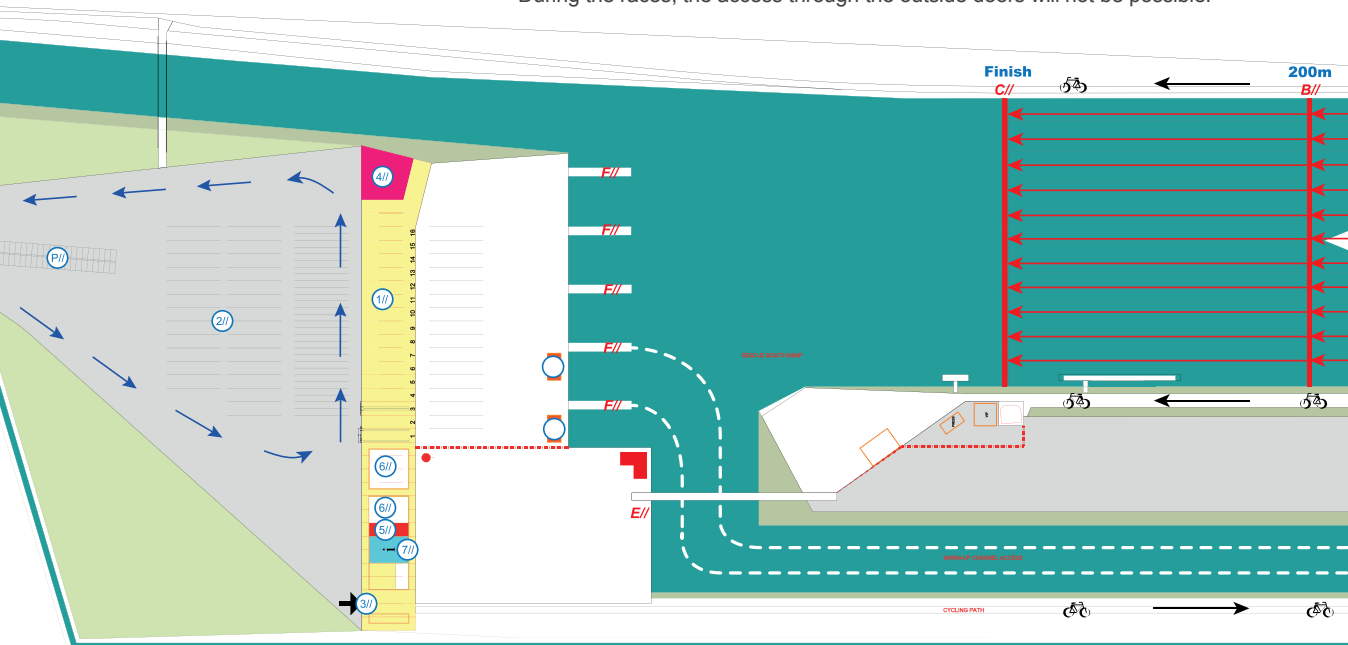 During the races, the access through the outside doors will not be possible.
Finish
200m
C//
B//
4//
F//
F//
16
15
14
13
12
11
10
9
8
7
6
5
4
3
2
1
P//
1//
2//
F//
F//
F//
6//
6//
E//
5//
i
7//
3//
CYCLING PATH